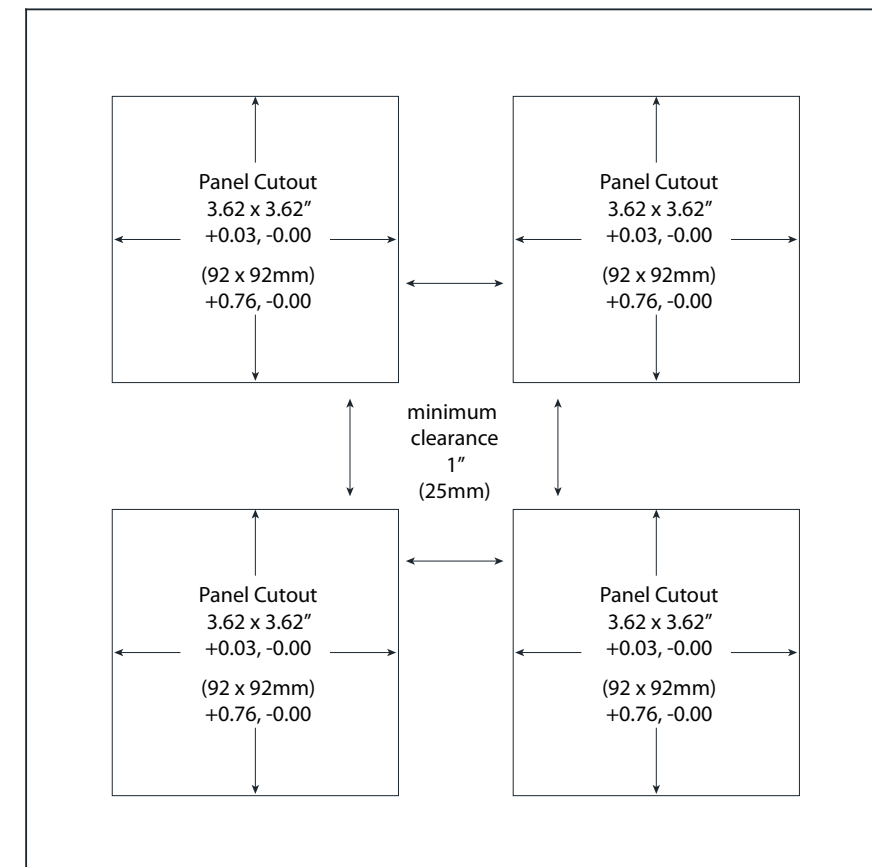 Panel Cutout
3.62 x 3.62”
+0.03, -0.00
(92 x 92mm)
+0.76, -0.00
Panel Cutout
3.62 x 3.62”
+0.03, -0.00
(92 x 92mm)
+0.76, -0.00
minimum
clearance
1”
(25mm)
Panel Cutout
3.62 x 3.62”
+0.03, -0.00
(92 x 92mm)
+0.76, -0.00
Panel Cutout
3.62 x 3.62”
+0.03, -0.00
(92 x 92mm)
+0.76, -0.00